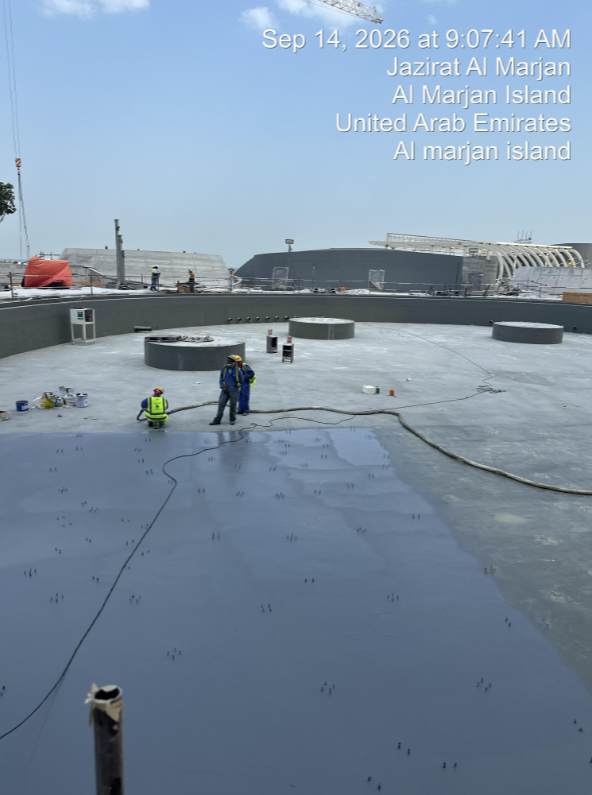 Sep 14, 2026 at 9:07:41 AM
Jazirat Al Marjan
Al Marjan Island
United Arab Emirates
Al marjan island